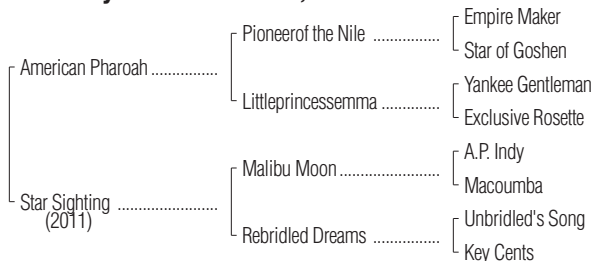 Empire Maker
Pioneerof the Nile ................
Star of Goshen
American Pharoah ................
Yankee Gentleman
Littleprincessemma ..............
Exclusive Rosette
A.P. Indy
Malibu Moon ........................
Macoumba
Star Sighting ........................
(2011)
Unbridled's Song
Rebridled Dreams ................
Key Cents